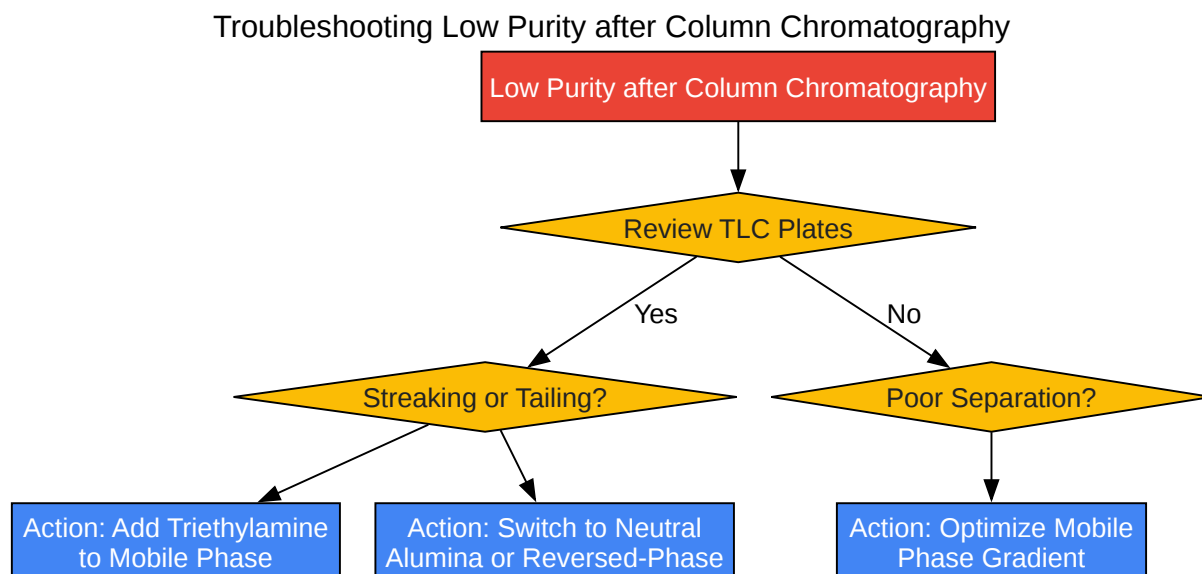 Troubleshooting Low Purity after Column Chromatography
Low Purity after Column Chromatography
Review TLC Plates
Yes
No
Streaking or Tailing?
Poor Separation?
Action: Add Triethylamine
to Mobile Phase
Action: Switch to Neutral
Alumina or Reversed-Phase
Action: Optimize Mobile
Phase Gradient